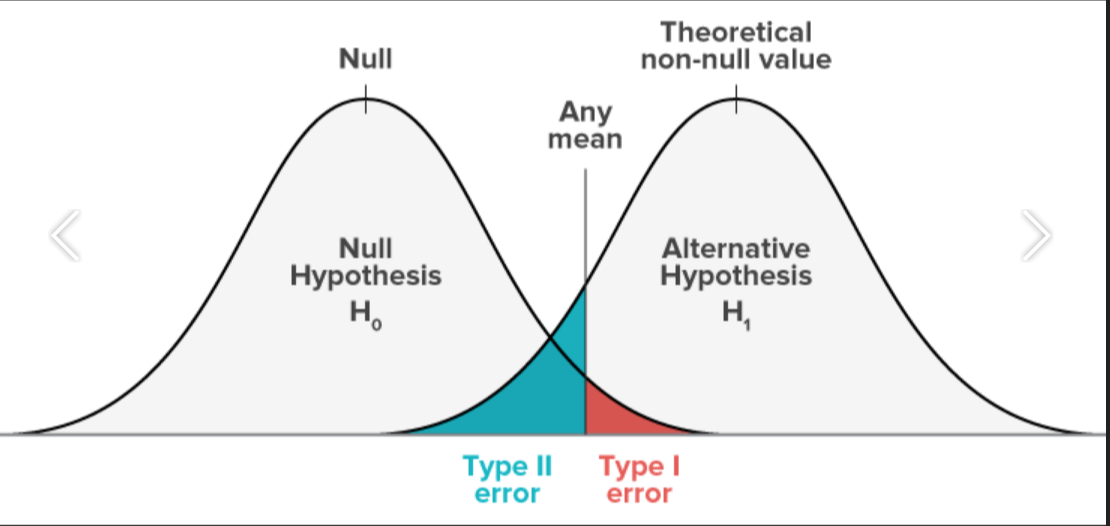 Null
Theoretical
non-null value
Any
mean
Null
Hypothesis
H₀
Alternative
Hypothesis
H₁
Type II
error
Type I
error